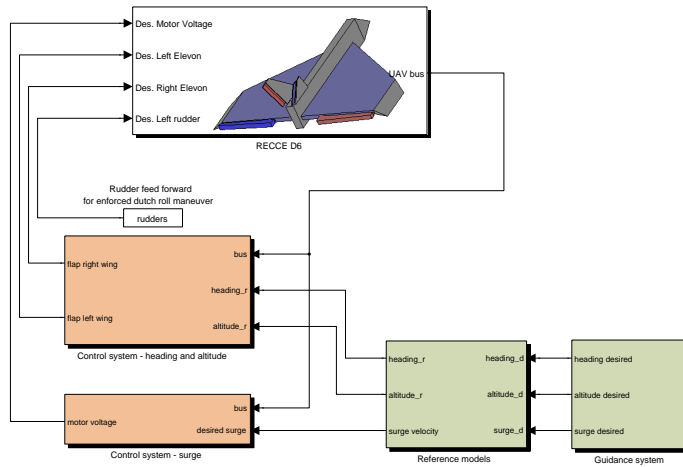 Des. Motor Voltage
Des. Left Elevon
Des. Right Elevon
Des. Left rudder
UAV bus
RECCE D6
Rudder feed forward
for enforced dutch roll maneuver
rudders
bus
flap right wing
heading_r
flap left wing
altitude_r
Control system - heading and altitude
heading_r
heading_d
heading desired
altitude_r
altitude_d
altitude desired
surge velocity
surge_d
surge desired
Reference models
Guidance system
bus
motor voltage
desired surge
Control system - surge